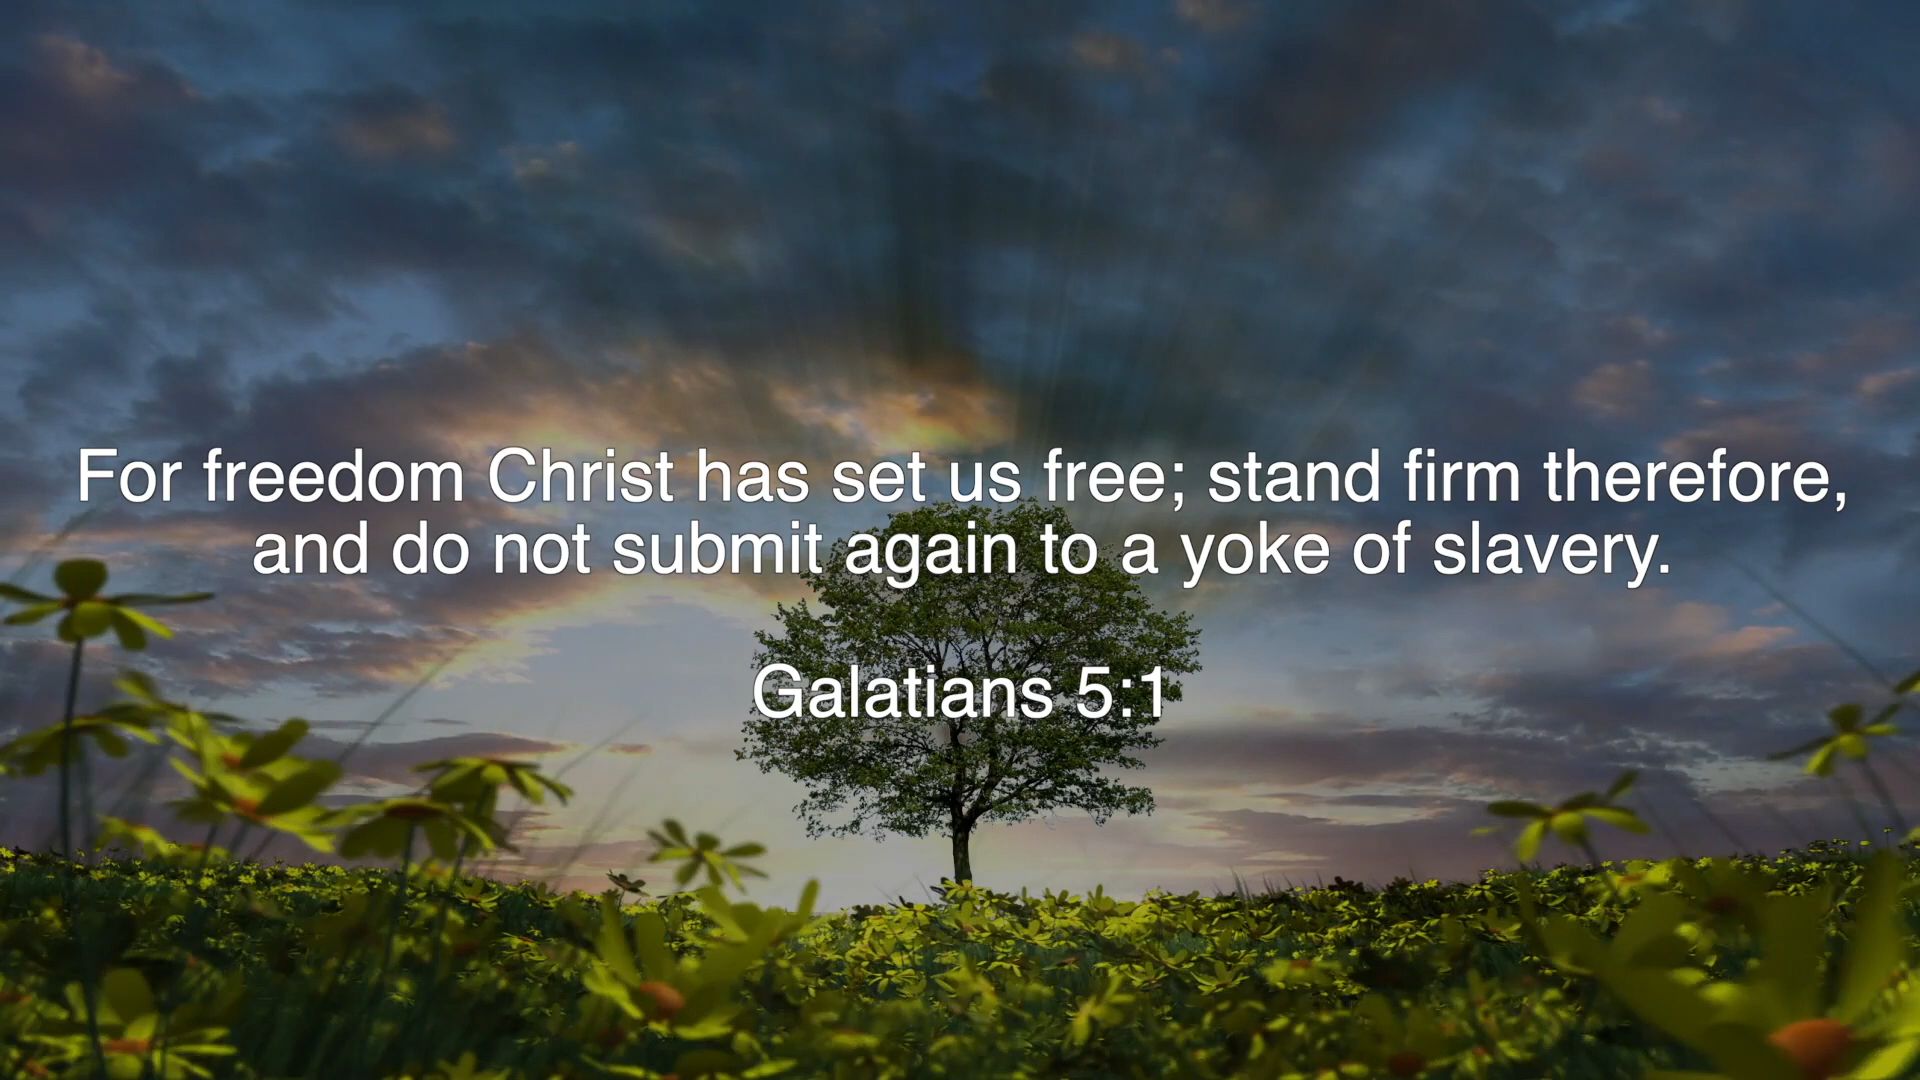 For freedom Christ has set us free; stand firm therefore,
and do not submit again to a yoke of slavery.
Galatians 5:1